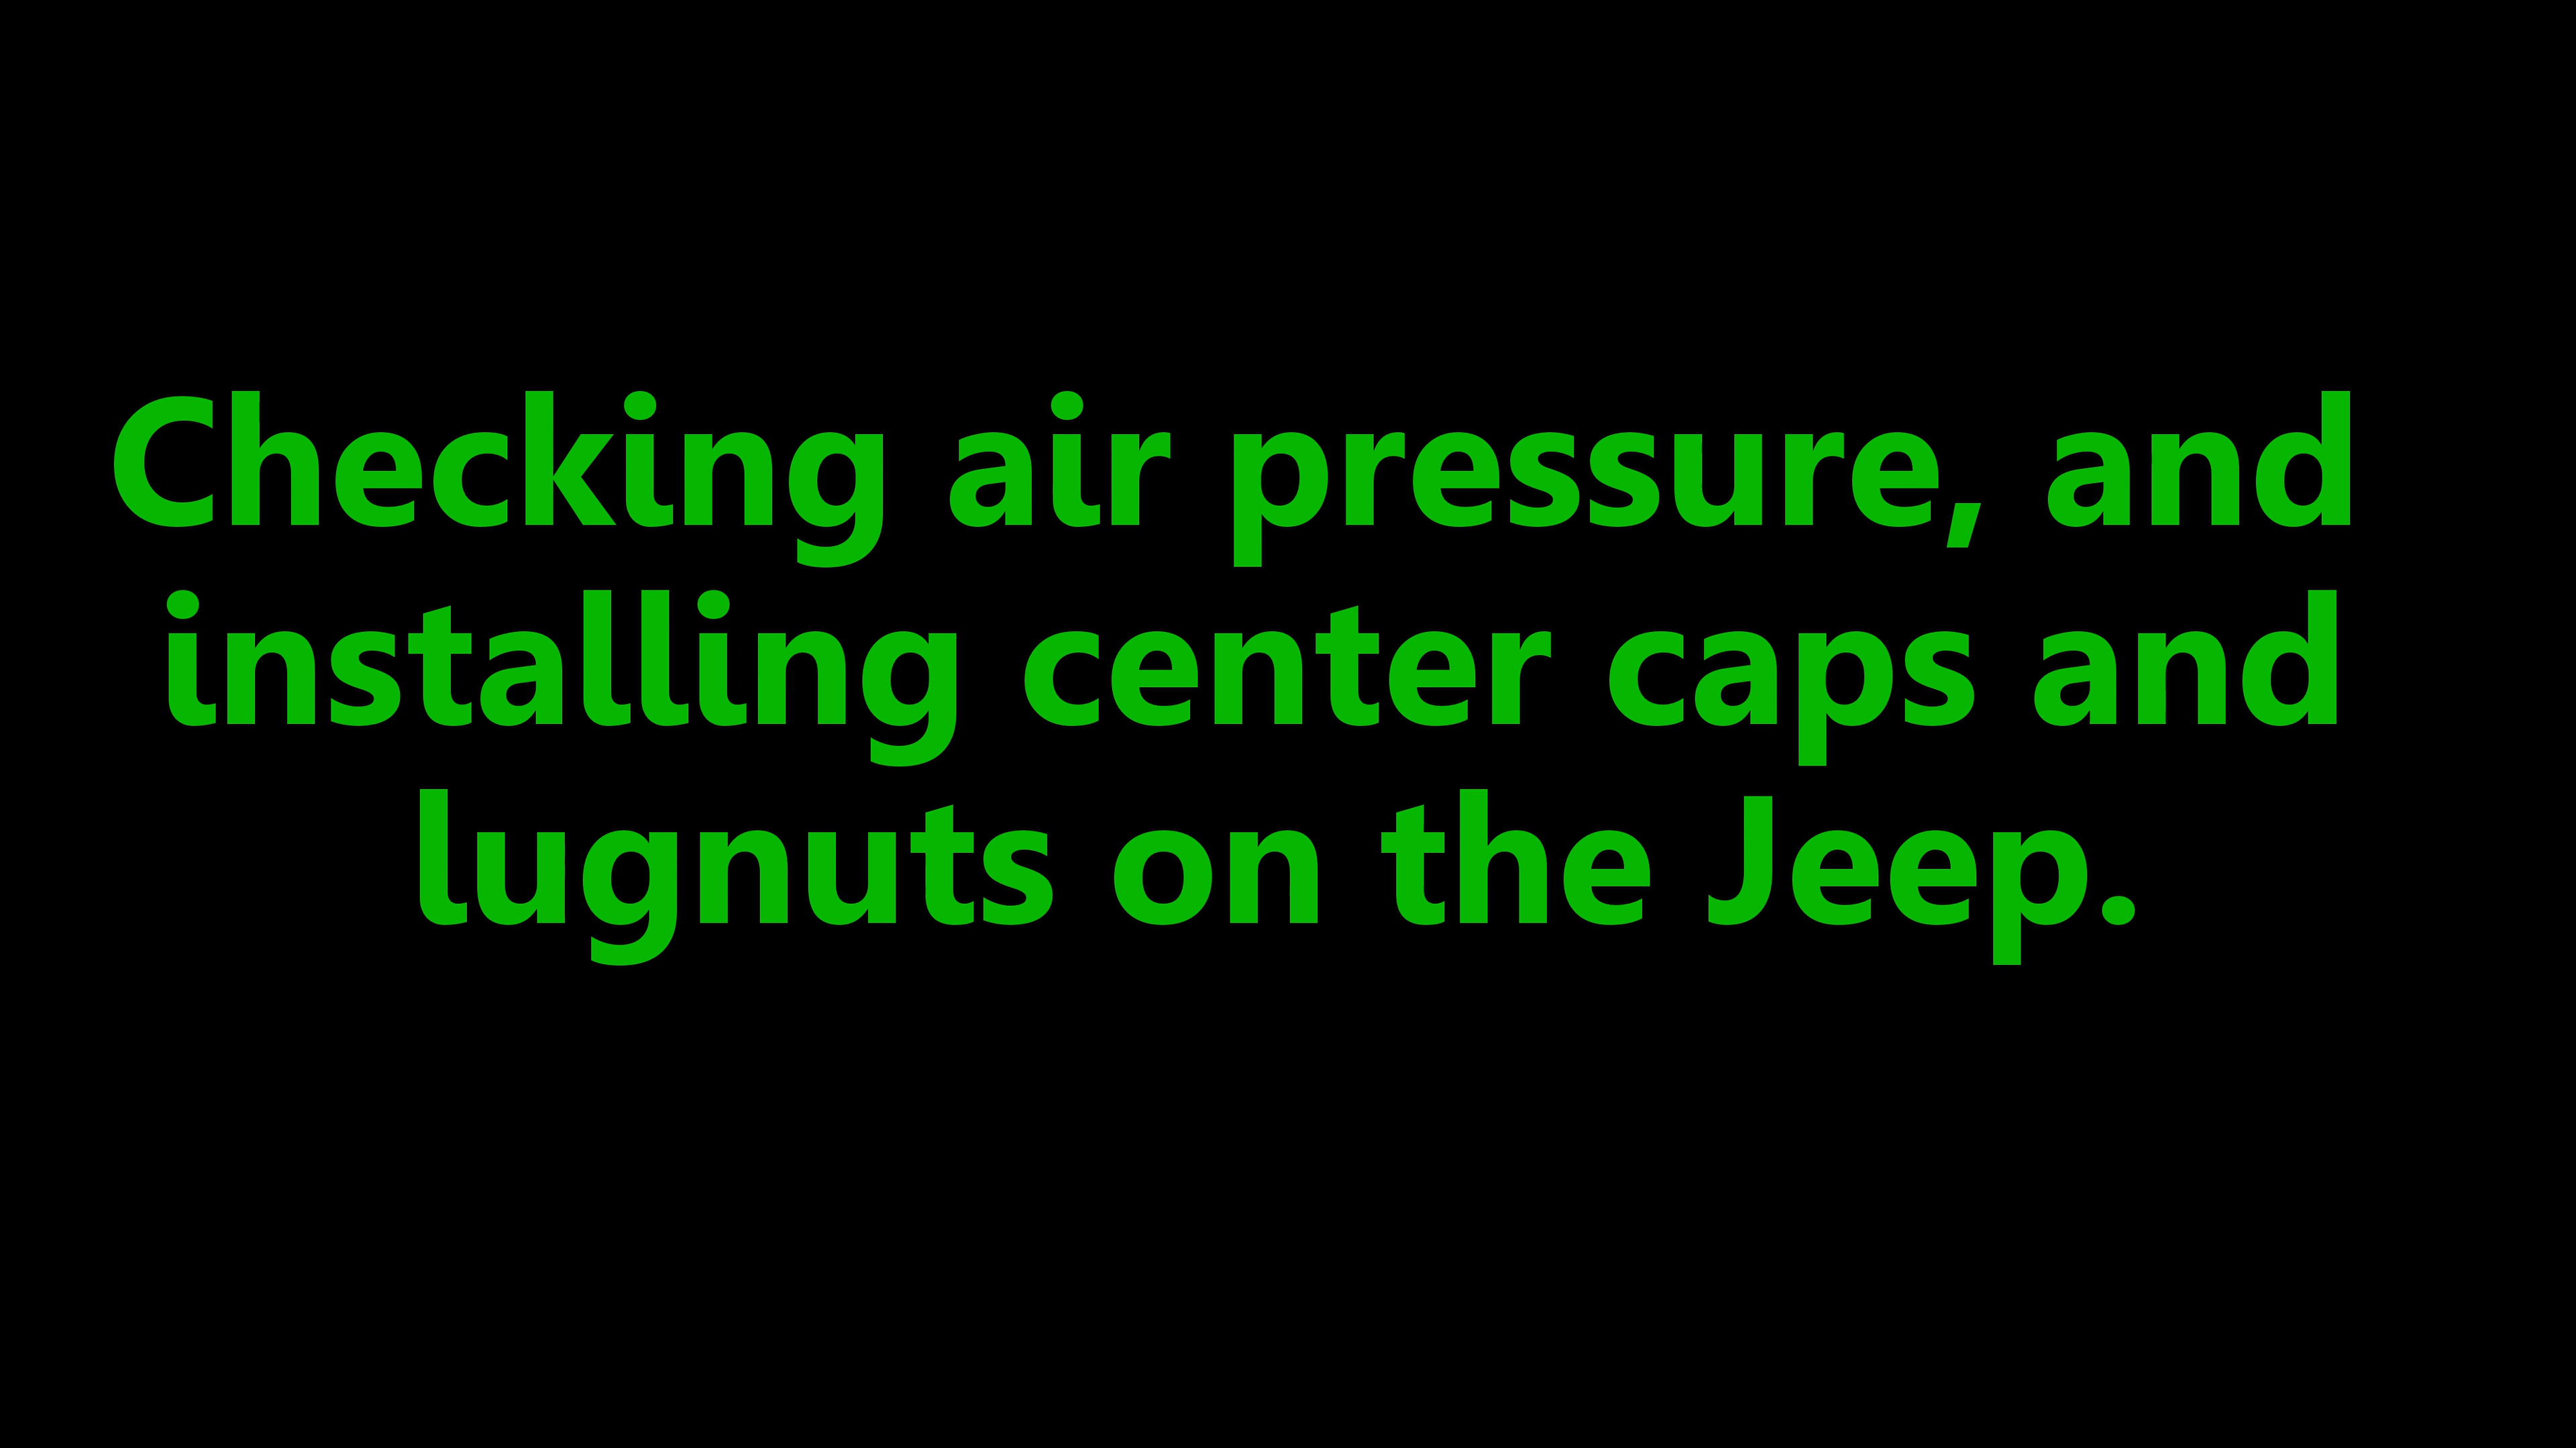 Checking air pressure, and
installing center caps and
lugnuts on the Jeep.